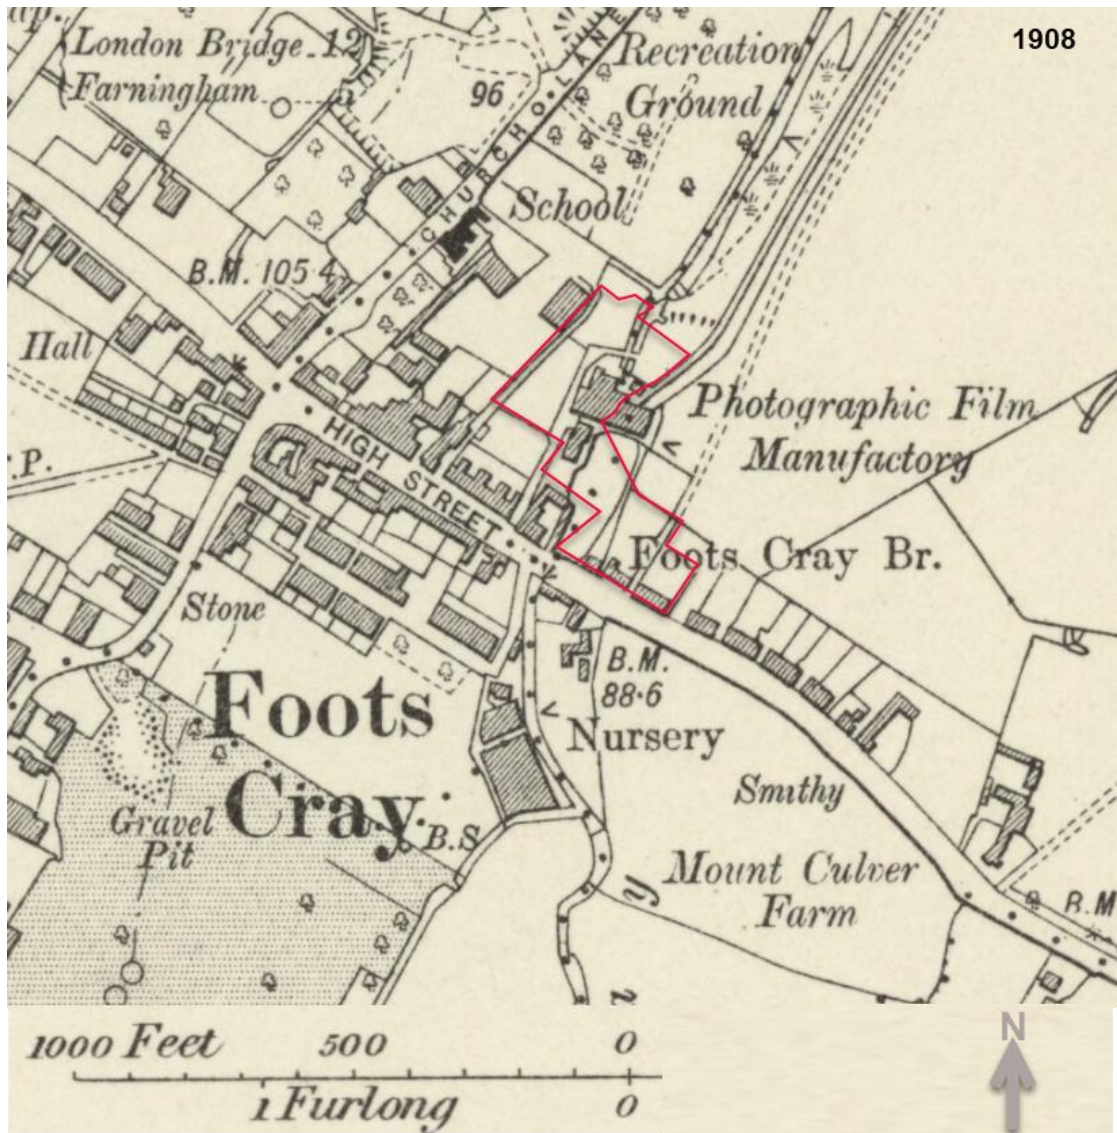 1908
London Bridge 12
Farningham
96
CHURCH LANE
Recreation
Ground
School
B.M. 105·4
Hall
P.
HIGH STREET
Photographic Film
Manufactory
Foots Cray Br.
Stone
B.M.
88·6
Nursery
Foots
Cray
Gravel
Pit
B.S
Smithy
Mount Culver
Farm
B.M
1000 Feet 500 0
1 Furlong 0
N